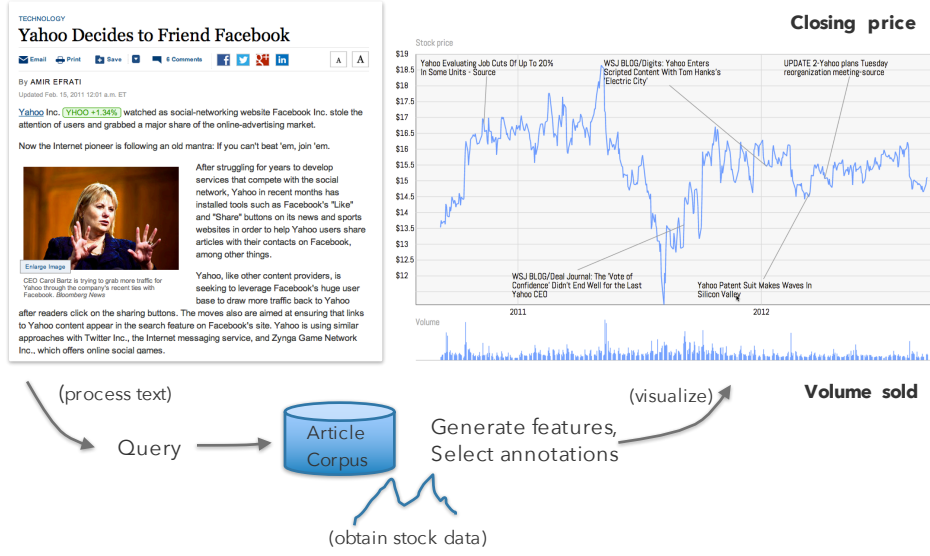 TECHNOLOGY
Yahoo Decides to Friend Facebook
Email Print Save 6 Comments f in A A
By AMIR EFRATI
Updated Feb. 15, 2011 12:01 a.m. ET
Yahoo Inc. YHOO +1.34% watched as social-networking website Facebook Inc. stole the
attention of users and grabbed a major share of the online-advertising market.
Now the Internet pioneer is following an old mantra: If you can't beat 'em, join 'em.
After struggling for years to develop
services that compete with the social
network, Yahoo in recent months has
installed tools such as Facebook's "Like"
and "Share" buttons on its news and sports
websites in order to help Yahoo users share
articles with their contacts on Facebook,
among other things.
Enlarge Image
CEO Carol Bertz is trying to grab more traffic for
Yahoo through the company's recent ties with
Facebook. Bloomberg News
Yahoo, like other content providers, is
seeking to leverage Facebook's huge user
base to draw more traffic back to Yahoo
after readers click on the sharing buttons. The moves also are aimed at ensuring that links
to Yahoo content appear in the search feature on Facebook's site. Yahoo is using similar
approaches with Twitter Inc., the Internet messaging service, and Zynga Game Network
Inc., which offers online social games.
Closing price
Stock price
$19
$18.5
$18
$17.5
$17
$16.5
$16
$15.5
$15
$14.5
$14
$13.5
$13
$12.5
$12
Yahoo Evaluating Job Cuts Of Up To 20%
In Some Units - Source
WSJ BLOG/Digits: Yahoo Enters
Scripted Content With Tom Hanks's
'Electric City'
UPDATE 2-Yahoo plans Tuesday
reorganization meeting-source
WSJ BLOG/Deal Journal: The 'Vote of
Confidence' Didn't End Well for the Last
Yahoo CEO
Yahoo Patent Suit Makes Waves In
Silicon Valley
2011
2012
Volume
Volume sold
(process text)
Query
Article
Corpus
Generate features,
Select annotations
(visualize)
(obtain stock data)